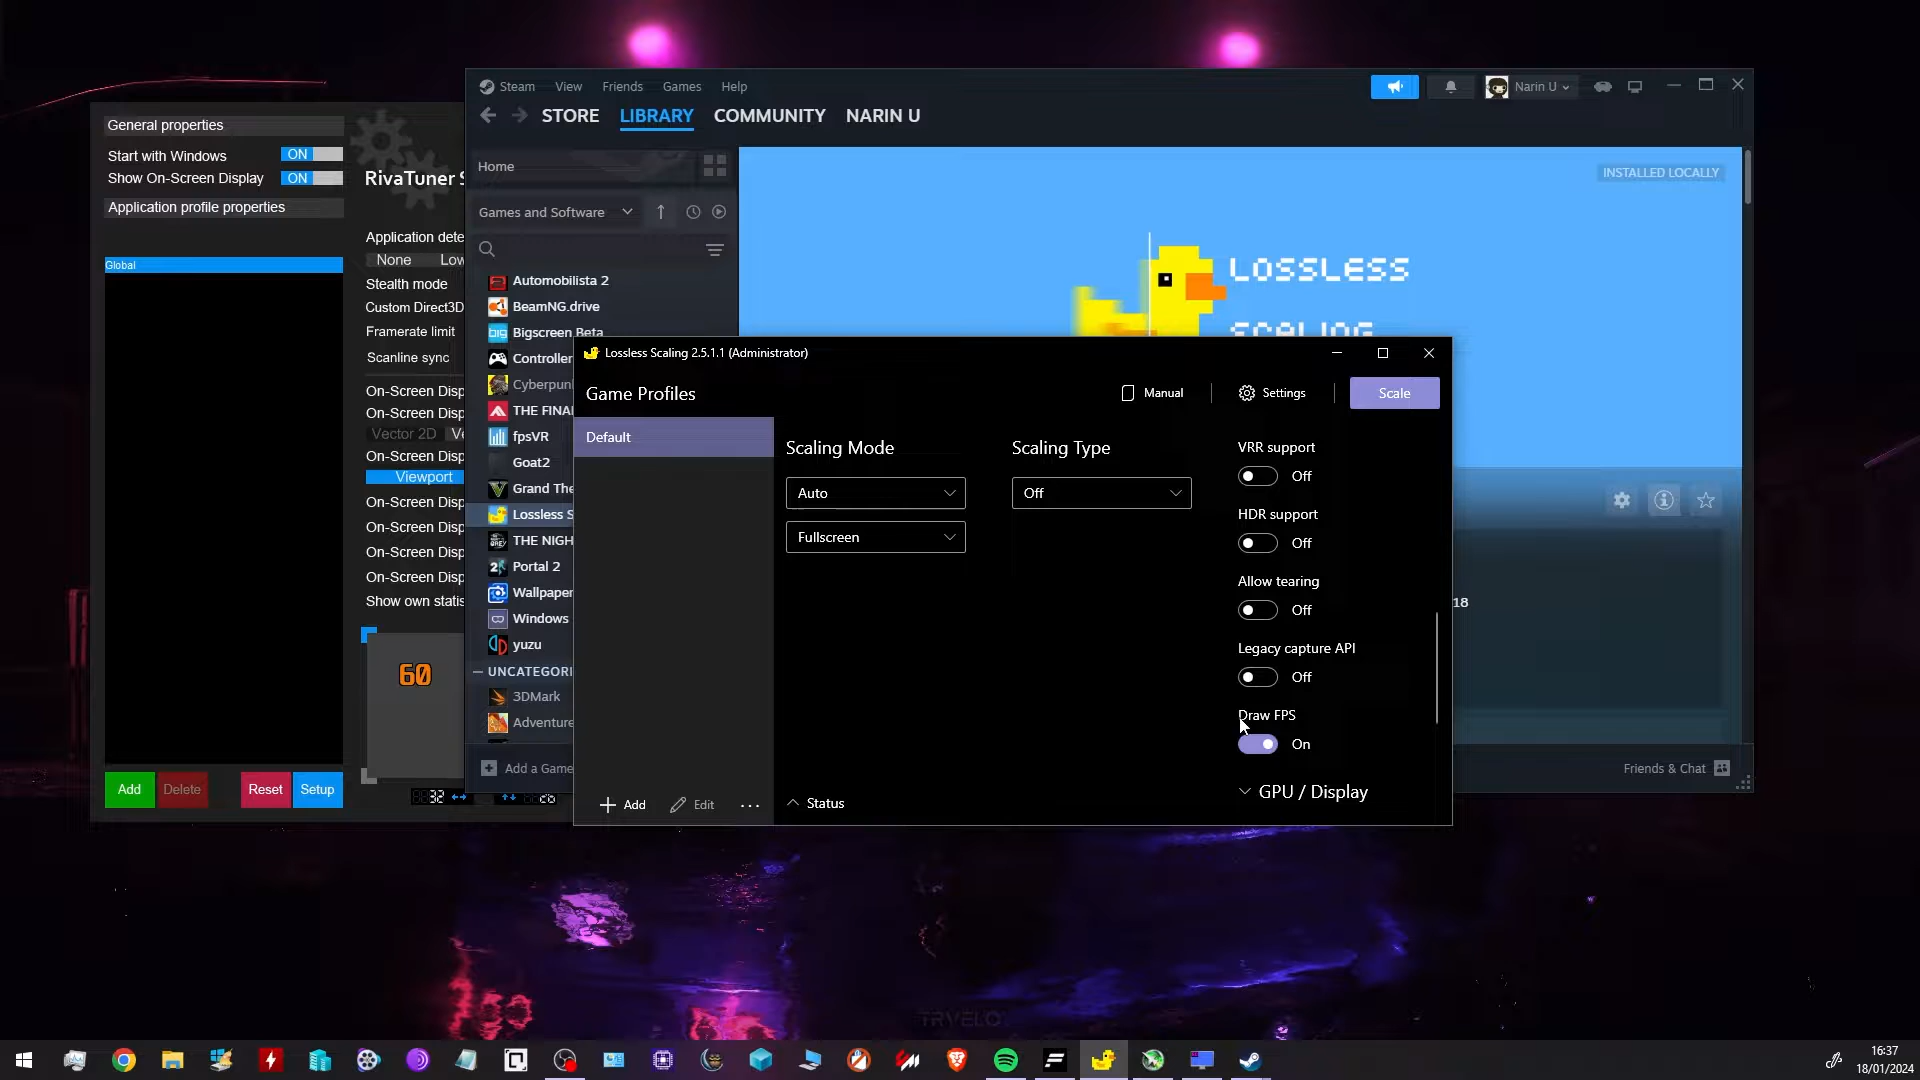 General properties
Start with Windows
ON
Show On-Screen Display
ON
Application profile properties
Global
Add
Delete
Reset
Setup
RivaTuner S
Application dete
None
Low
Stealth mode
Custom Direct3D
Framerate limit
Scanline sync
On-Screen Disp
On-Screen Disp
Vector 2D
Ve
On-Screen Disp
Viewport
On-Screen Disp
On-Screen Disp
On-Screen Disp
On-Screen Disp
Show own statis
60
Steam
View
Friends
Games
Help
Narin U
STORE
LIBRARY
COMMUNITY
NARIN U
Home
Games and Software
Automobilista 2
BeamNG.drive
Bigscreen Beta
Controller
Cyberpun
THE FINA
fpsVR
Goat2
Grand The
Lossless S
THE NIGH
Portal 2
Wallpaper
Windows
yuzu
UNCATEGORI
3DMark
Adventure
Add a Game
INSTALLED LOCALLY
LOSSLESS
SCALING
18
Friends & Chat
Lossless Scaling 2.5.1.1 (Administrator)
Game Profiles
Manual
Settings
Scale
Default
Scaling Mode
Auto
Fullscreen
Scaling Type
Off
VRR support
Off
HDR support
Off
Allow tearing
Off
Legacy capture API
Off
Draw FPS
On
GPU / Display
Add
Edit
Status
16:37
18/01/2024